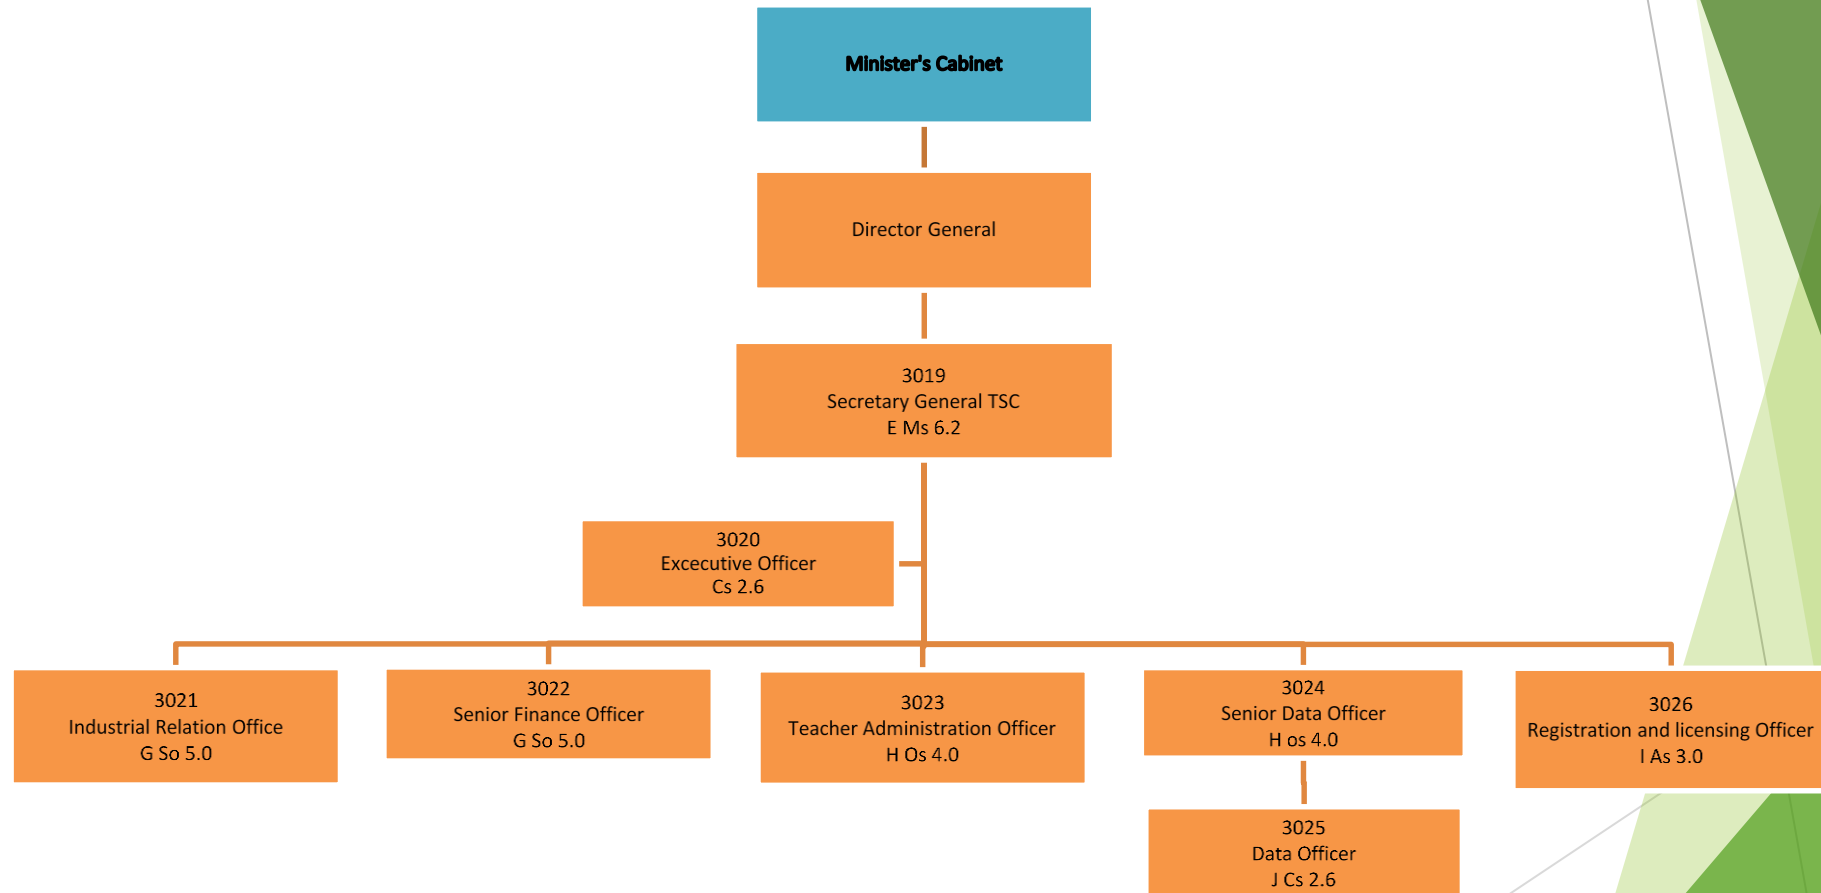 Minister's Cabinet
Director General
3019
Secretary General TSC
E Ms 6.2
3020
Excecutive Officer
Cs 2.6
3021
Industrial Relation Office
G So 5.0
3022
Senior Finance Officer
G So 5.0
3023
Teacher Administration Officer
H Os 4.0
3024
Senior Data Officer
H os 4.0
3026
Registration and licensing Officer
I As 3.0
3025
Data Officer
J Cs 2.6